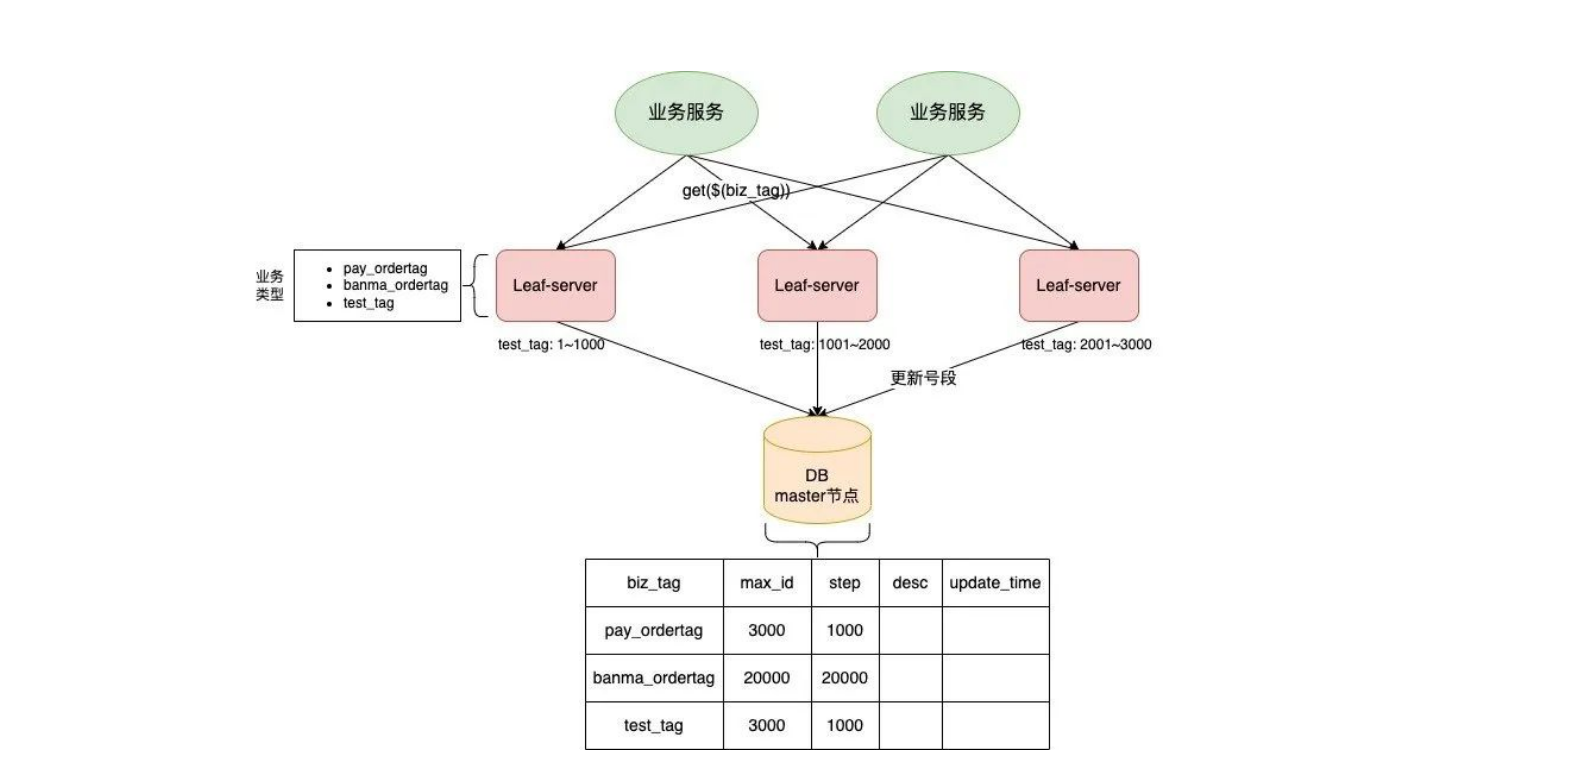 业务服务
业务服务
get($(biz_tag))
业务
类型
pay_ordertag
banma_ordertag
test_tag
Leaf-server
Leaf-server
Leaf-server
test_tag: 1~1000
test_tag: 1001~2000
test_tag: 2001~3000
更新号段
DB
master节点
biz_tag max_id step desc update_time
pay_ordertag 3000 1000
banma_ordertag 20000 20000
test_tag 3000 1000